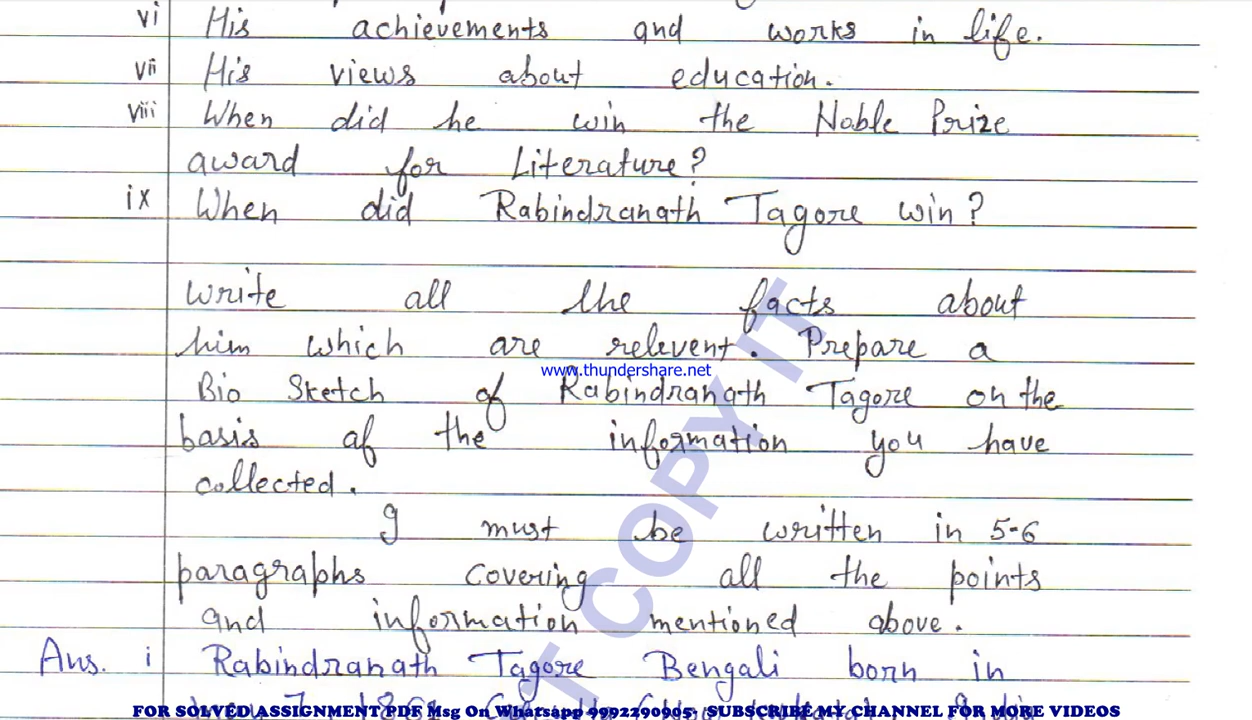 vi His achievements and works in life.
vii His views about education.
viii When did he win the Noble Prize
award for Literature?
ix When did Rabindranath Tagore win?
Write all the facts about
him which are relevent. Prepare a
www.thundershare.net
Bio Sketch of Rabindranath Tagore on the
basis of the information you have
collected.
I must be written in 5-6
paragraphs covering all the points
and information mentioned above.
Ans. i Rabindranath Tagore Bengali born in
T COPY IT
FOR SOLVED ASSIGNMENT PDF Msg On Whatsapp 9992290905, SUBSCRIBE MY CHANNEL FOR MORE VIDEOS